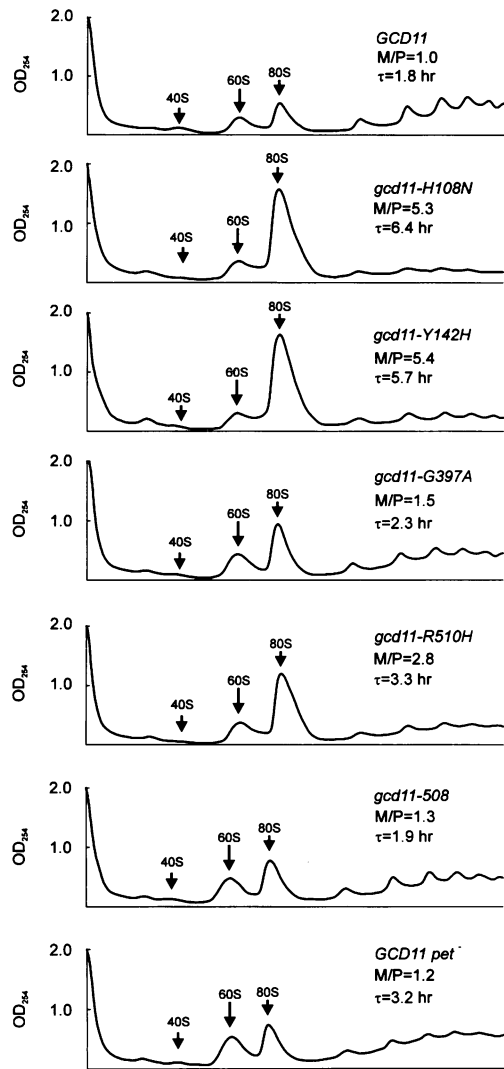 2.0
OD254
1.0
40S
60S
80S
GCD11
M/P=1.0
τ=1.8 hr
2.0
OD254
1.0
40S
60S
80S
gcd11-H108N
M/P=5.3
τ=6.4 hr
2.0
OD254
1.0
40S
60S
80S
gcd11-Y142H
M/P=5.4
τ=5.7 hr
2.0
OD254
1.0
40S
60S
80S
gcd11-G397A
M/P=1.5
τ=2.3 hr
2.0
OD254
1.0
40S
60S
80S
gcd11-R510H
M/P=2.8
τ=3.3 hr
2.0
OD254
1.0
40S
60S
80S
gcd11-508
M/P=1.3
τ=1.9 hr
2.0
OD254
1.0
40S
60S
80S
GCD11 pet -
M/P=1.2
τ=3.2 hr